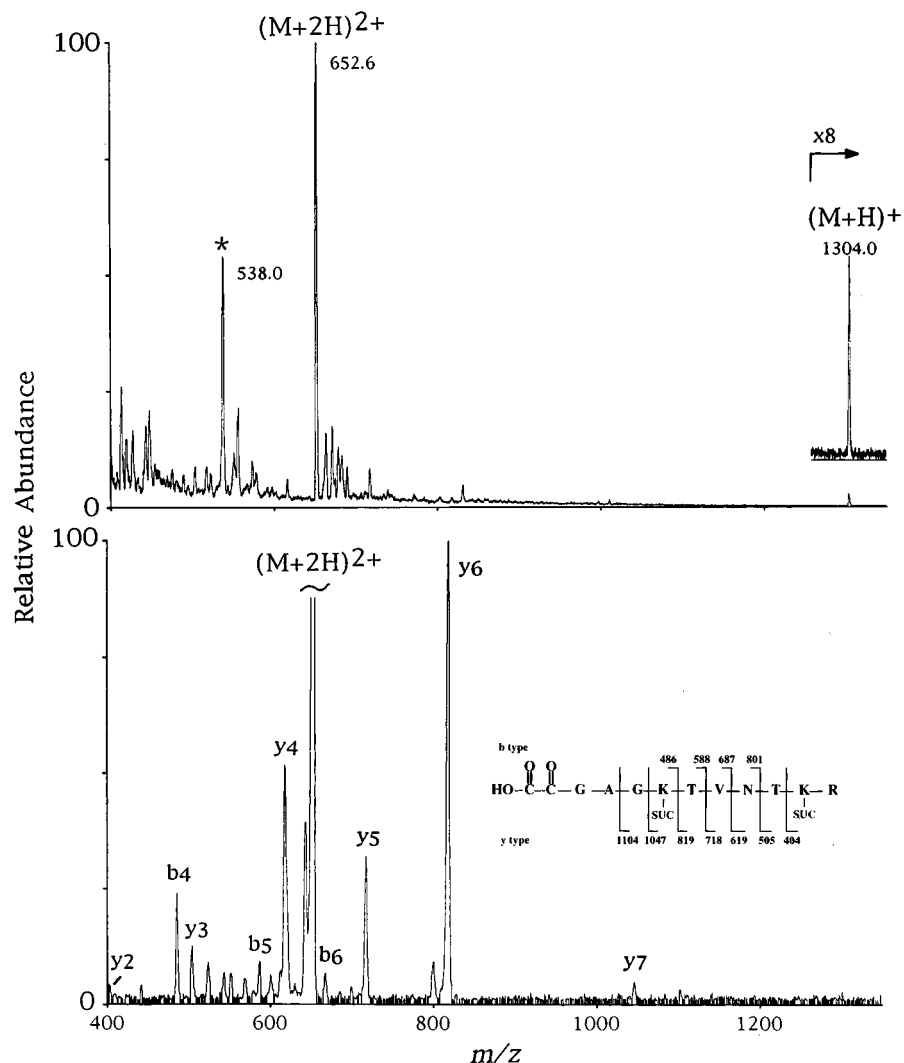 (M+2H)2+
100
652.6
x8
(M+H)+
1304.0
*
538.0
0
Relative Abundance
100
(M+2H)2+
y6
y4
b type
O O
486 588 687 801
HO-C-C-G-A-G-K-T-V-N-T-K-R
SUC SUC
y type
1104 1047 819 718 619 505 404
y5
b4
y3
b5
b6
y2
y7
0
400 600 800 1000 1200
m/z